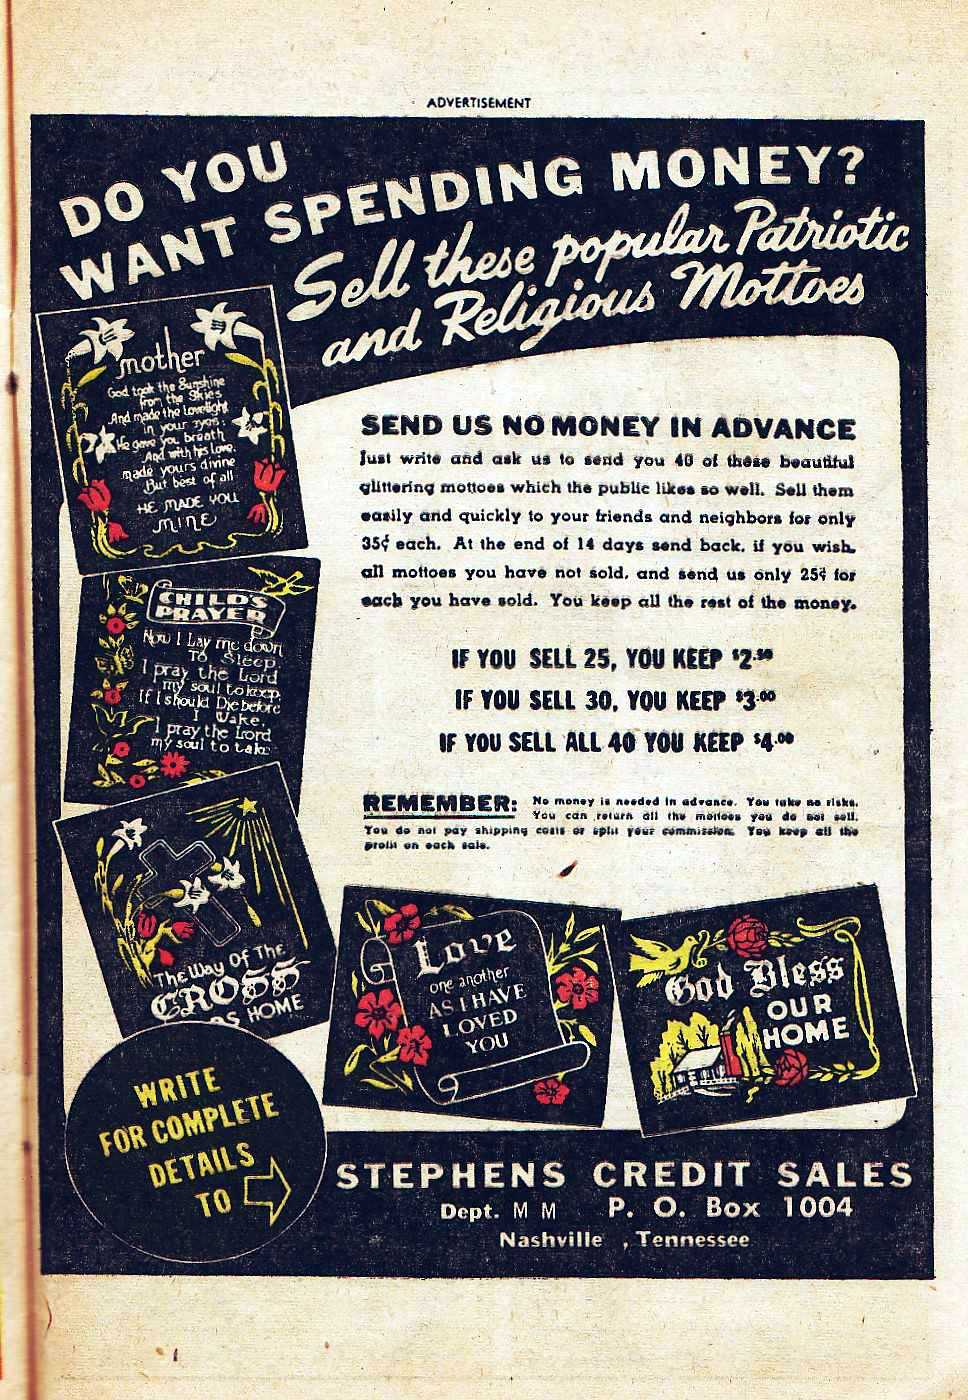 ADVERTISEMENT
DO YOU
WANT SPENDING MONEY?
Sell these popular Patriotic
and Religious Mottoes
mother
God took the Sunshine
from the Skies
And made the lovelight
in your eyes;
He gave you breath
And with his love,
made yours divine
But best of all
HE MADE YOU
MINE
CHILD'S
PRAYER
Now I Lay me down
To Sleep,
I pray the Lord
my soul to keep.
If I should Die before
I Wake,
I pray the Lord
my soul to take
The Way Of The
CROSS
DS HOME
SEND US NO MONEY IN ADVANCE
Just write and ask us to send you 40 of these beautiful
glittering mottoes which the public likes so well. Sell them
easily and quickly to your friends and neighbors for only
35¢ each. At the end of 14 days send back, if you wish,
all mottoes you have not sold, and send us only 25¢ for
each you have sold. You keep all the rest of the money.
IF YOU SELL 25, YOU KEEP $2.50
IF YOU SELL 30, YOU KEEP $3.00
IF YOU SELL ALL 40 YOU KEEP $4.00
REMEMBER: No money is needed in advance. You take no risks.
You can return all the mottoes you do not sell.
You do not pay shipping costs or split your commission. You keep all the
profit on each sale.
Love
one another
AS I HAVE
LOVED
YOU
God Bless
OUR
HOME
WRITE
FOR COMPLETE
DETAILS
TO
STEPHENS CREDIT SALES
Dept. M M P. O. Box 1004
Nashville , Tennessee